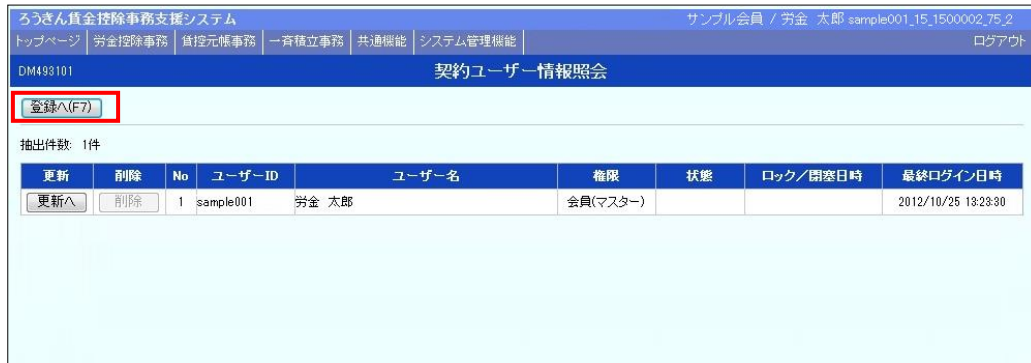 ろうきん賃金控除事務支援システム サンプル会員 / 労金 太郎 sample001_15_1500002_75_2
トップページ 労金控除事務 賃控元帳事務 一斉積立事務 共通機能 システム管理機能 ログアウト
DM493101 契約ユーザー情報照会
登録へ(F7)
抽出件数: 1件
更新 削除 No ユーザーID ユーザー名 権限 状態 ロック/閉塞日時 最終ログイン日時
更新へ 削除 1 sample001 労金 太郎 会員(マスター) 2012/10/25 13:23:30